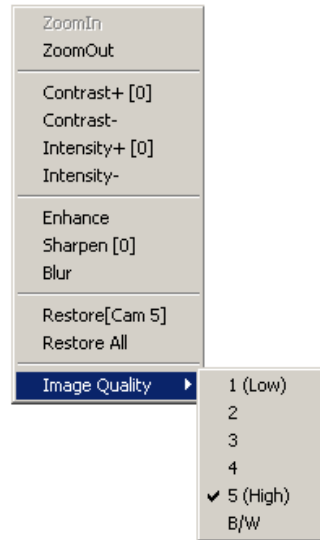 ZoomIn
ZoomOut
Contrast+ [0]
Contrast-
Intensity+ [0]
Intensity-
Enhance
Sharpen [0]
Blur
Restore[Cam 5]
Restore All
Image Quality
1 (Low)
2
3
4
5 (High)
B/W